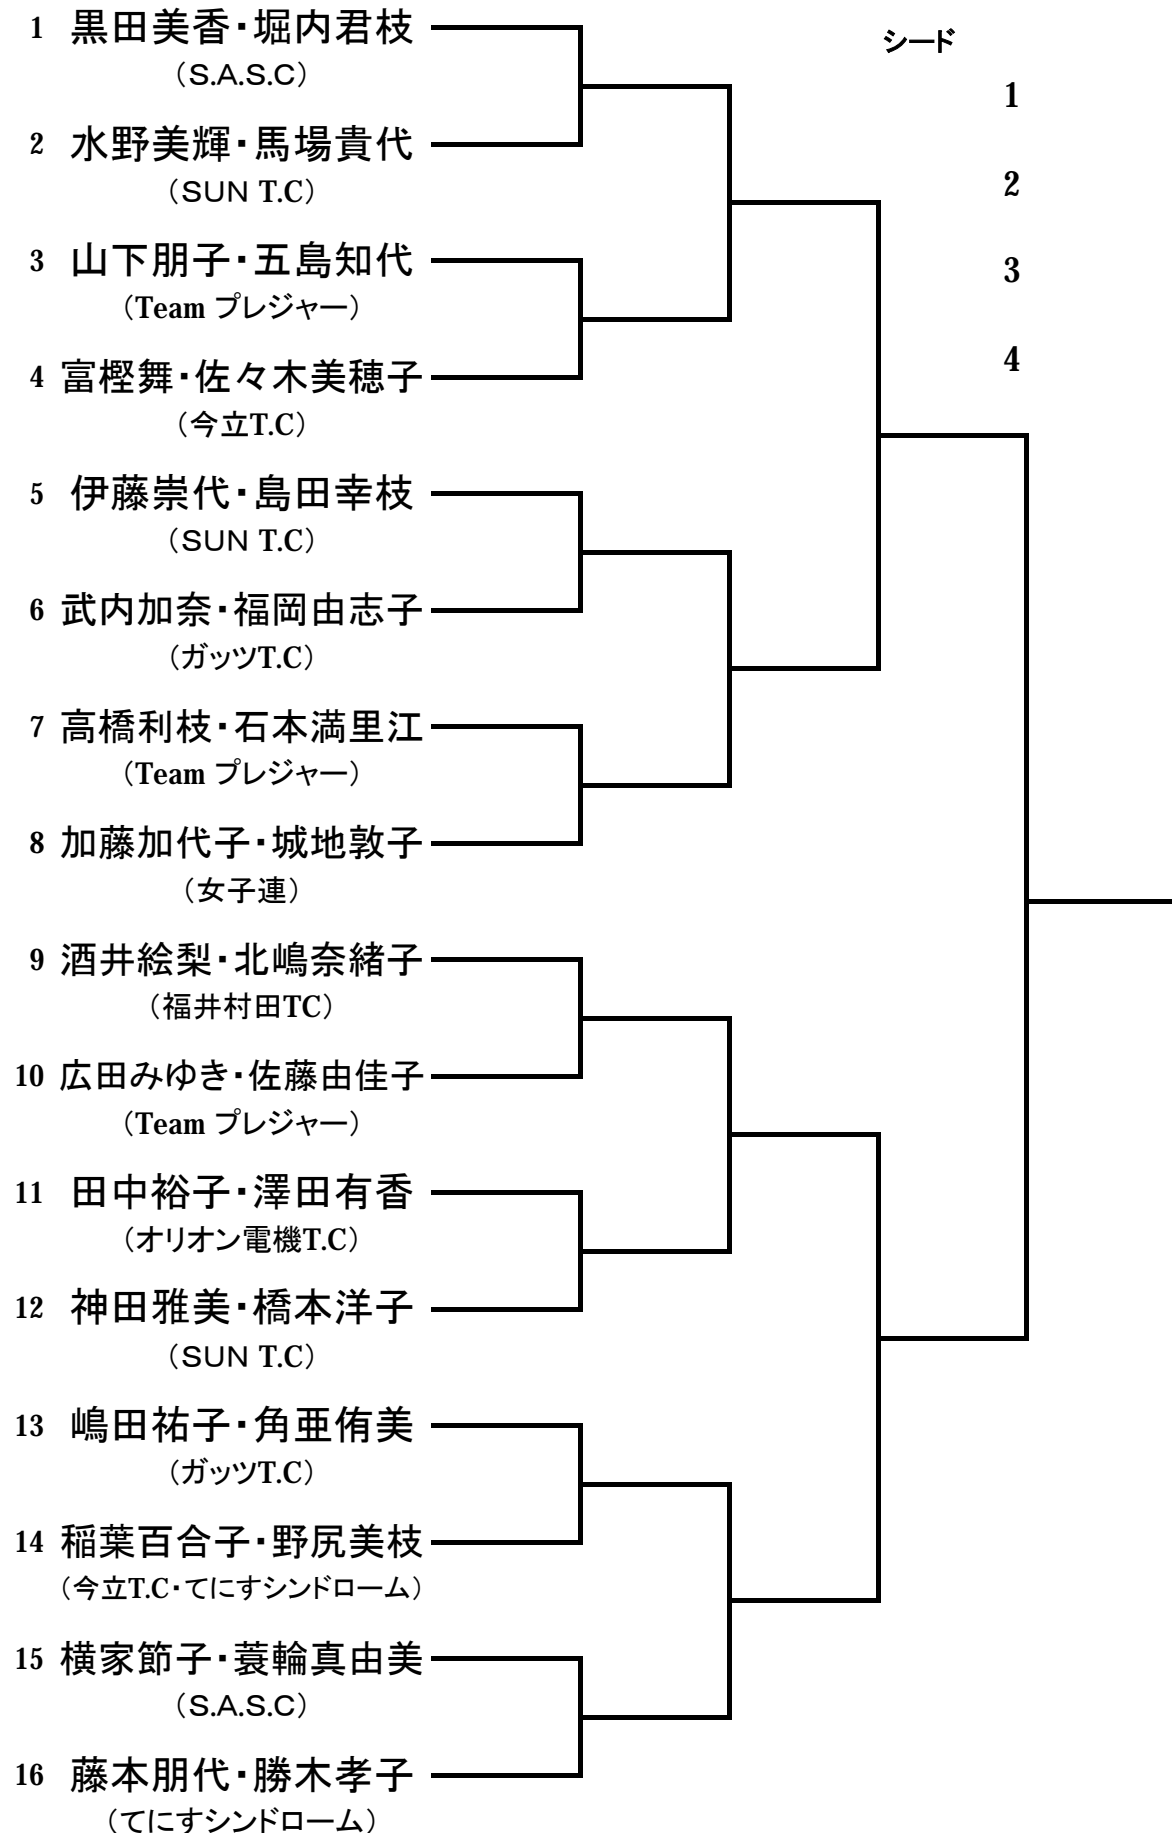 1 黒田美香・堀内君枝
（S.A.S.C）
2 水野美輝・馬場貴代
（SUN T.C）
3 山下朋子・五島知代
（Team プレジャー）
4 富樫舞・佐々木美穂子
（今立T.C）
5 伊藤崇代・島田幸枝
（SUN T.C）
6 武内加奈・福岡由志子
（ガッツT.C）
7 高橋利枝・石本満里江
（Team プレジャー）
8 加藤加代子・城地敦子
（女子連）
9 酒井絵梨・北嶋奈緒子
（福井村田TC）
10 広田みゆき・佐藤由佳子
（Team プレジャー）
11 田中裕子・澤田有香
（オリオン電機T.C）
12 神田雅美・橋本洋子
（SUN T.C）
13 嶋田祐子・角亜侑美
（ガッツT.C）
14 稲葉百合子・野尻美枝
（今立T.C・てにすシンドローム）
15 横家節子・蓑輪真由美
（S.A.S.C）
16 藤本朋代・勝木孝子
（てにすシンドローム）
シード
1
2
3
4